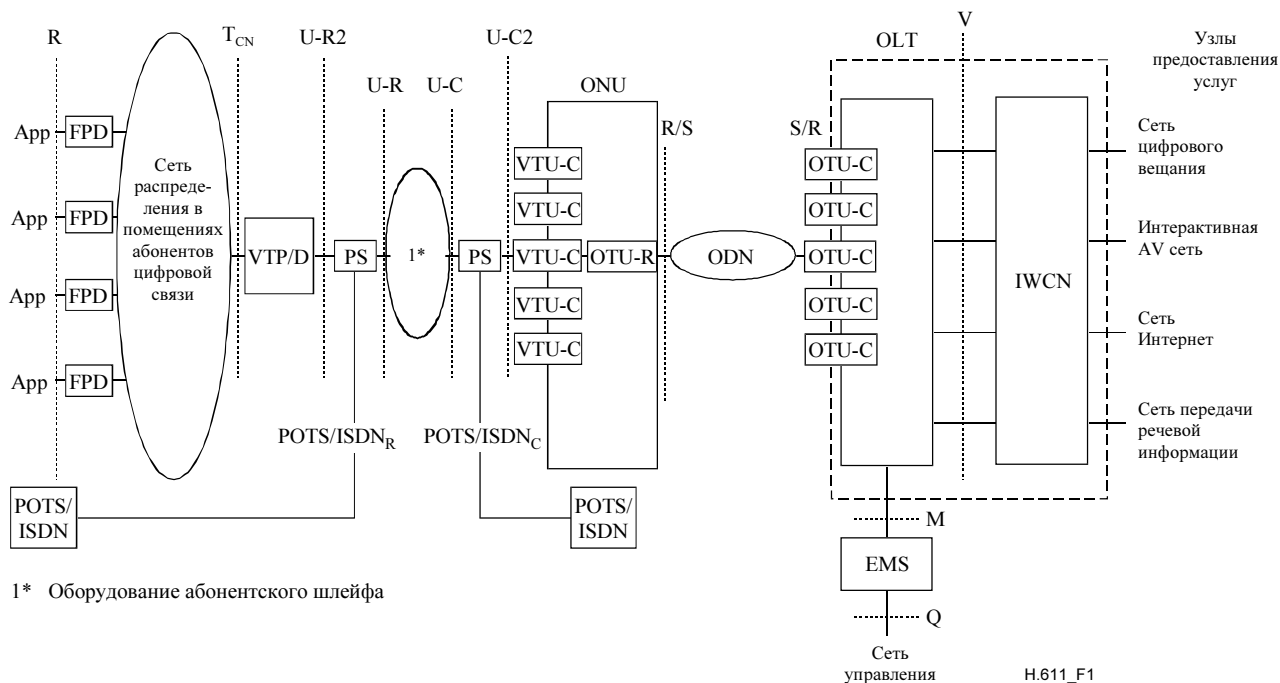 R
T_CN
U-R2
U-R
U-C
U-C2
ONU
R/S
S/R
OLT
V
Узлы
предоставления
услуг
App
FPD
App
FPD
App
FPD
App
FPD
Сеть
распреде-
ления в
помещениях
абонентов
цифровой
связи
VTP/D
PS
1*
PS
VTU-C
VTU-C
VTU-C
VTU-C
VTU-C
OTU-R
ODN
OTU-C
OTU-C
OTU-C
OTU-C
OTU-C
IWCN
Сеть
цифрового
вещания
Интерактивная
AV сеть
Сеть
Интернет
Сеть передачи
речевой
информации
POTS/ISDN_R
POTS/ISDN_C
POTS/
ISDN
POTS/
ISDN
M
EMS
Q
Сеть
управления
1* Оборудование абонентского шлейфа
H.611_F1